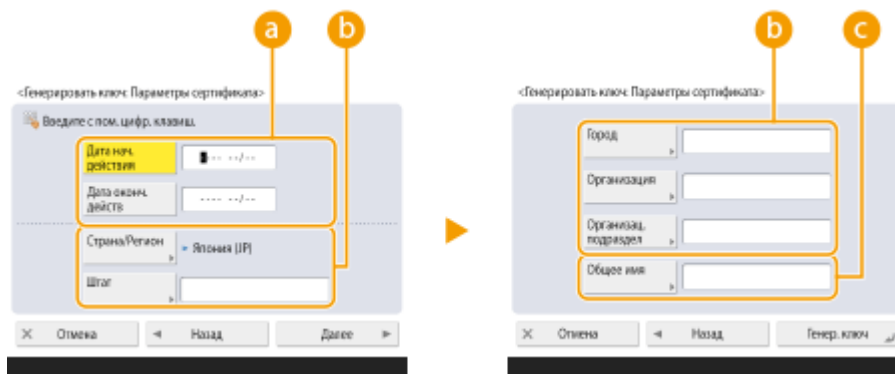 a
b
<Генерировать ключ: Параметры сертификата>
Введите с пом. цифр. клавиш.
Дата нач.
действия
---- --/--
Дата оконч.
действ
---- --/--
Страна/Регион
Япония (JP)
Штат
Отмена
Назад
Далее
b
c
<Генерировать ключ: Параметры сертификата>
Город
Организация
Организац.
подраздел
Общее имя
Отмена
Назад
Генер. ключ